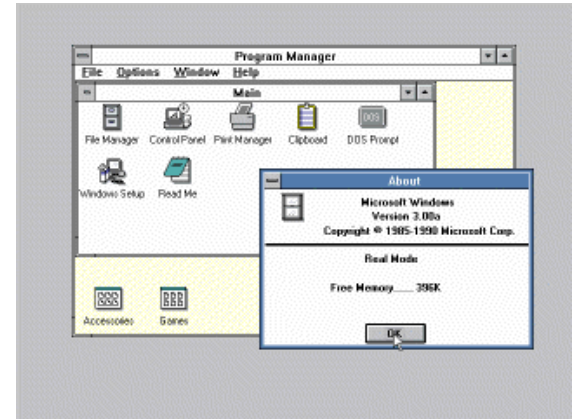 Program Manager
File Options Window Help
Main
File Manager Control Panel Print Manager Clipboard DOS Prompt
DOS
Windows Setup Read Me
About
Microsoft Windows
Version 3.00a
Copyright © 1985-1990 Microsoft Corp.
Real Mode
Free Memory 396K
Accessories Games
OK